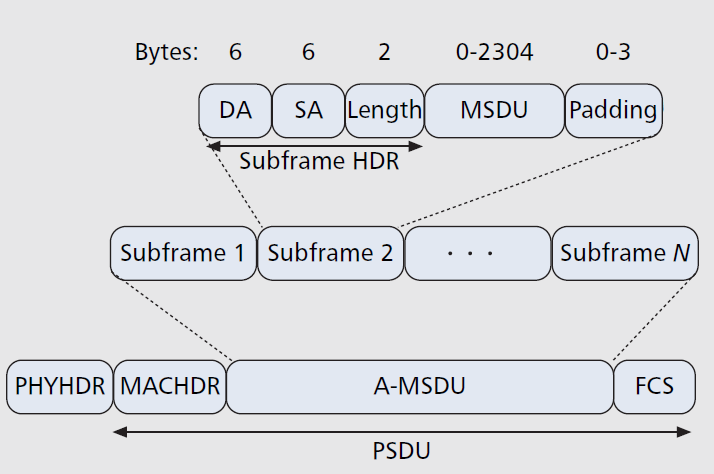 Bytes: 6 6 2 0-2304 0-3
DA SA Length MSDU Padding
Subframe HDR
Subframe 1 Subframe 2 · · · Subframe N
PHYHDR MACHDR A-MSDU FCS
PSDU